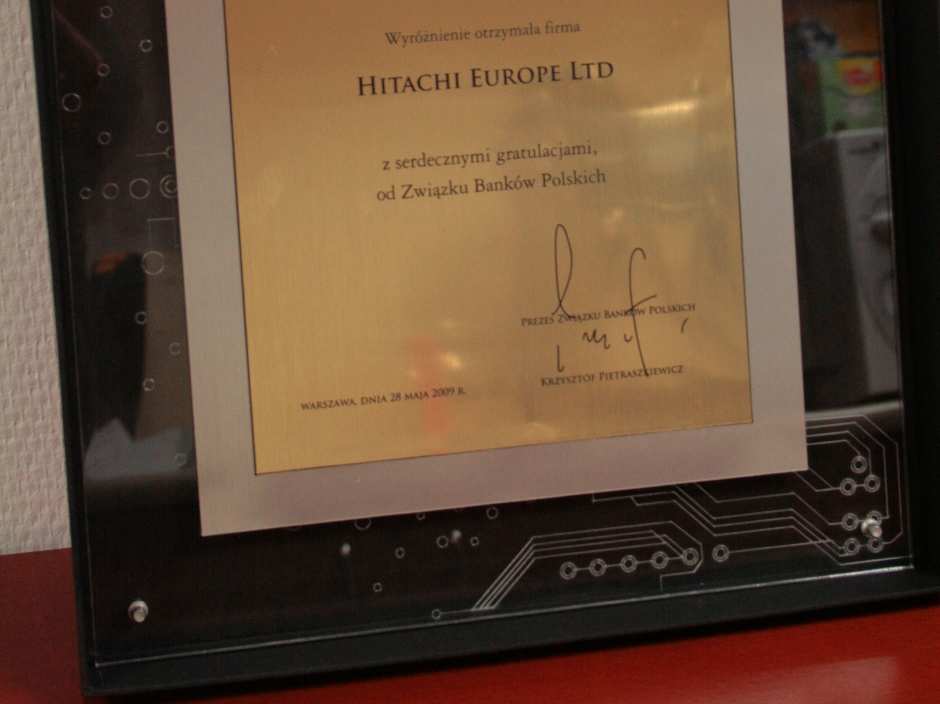 Wyróżnienie otrzymała firma
HITACHI EUROPE LTD
z serdecznymi gratulacjami,
od Związku Banków Polskich
PREZES ZWIĄZKU BANKÓW POLSKICH
KRZYSZTOF PIETRASZKIEWICZ
WARSZAWA, DNIA 28 MAJA 2009 R.